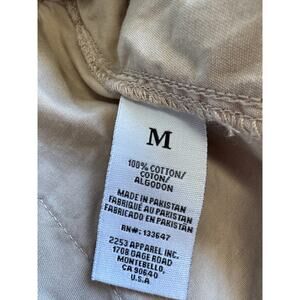 M
100% COTTON/
COTON/
ALGODON
MADE IN PAKISTAN
FABRIQUÉ AU PAKISTAN
FABRICADO EN PAKISTAN
RN#: 133647
2253 APPAREL INC.
1708 GAGE ROAD
MONTEBELLO,
CA 90640
U.S.A